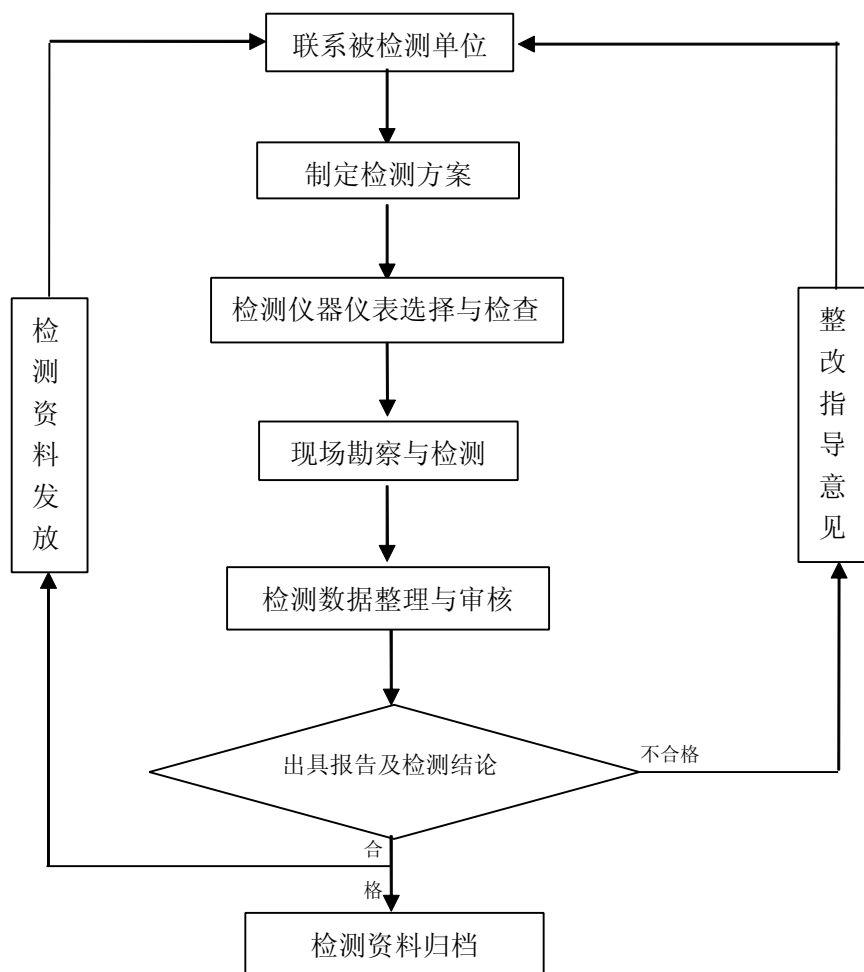 联系被检测单位
制定检测方案
检测仪器仪表选择与检查
检测资料发放
整改指导意见
现场勘察与检测
检测数据整理与审核
出具报告及检测结论
不合格
合格
检测资料归档